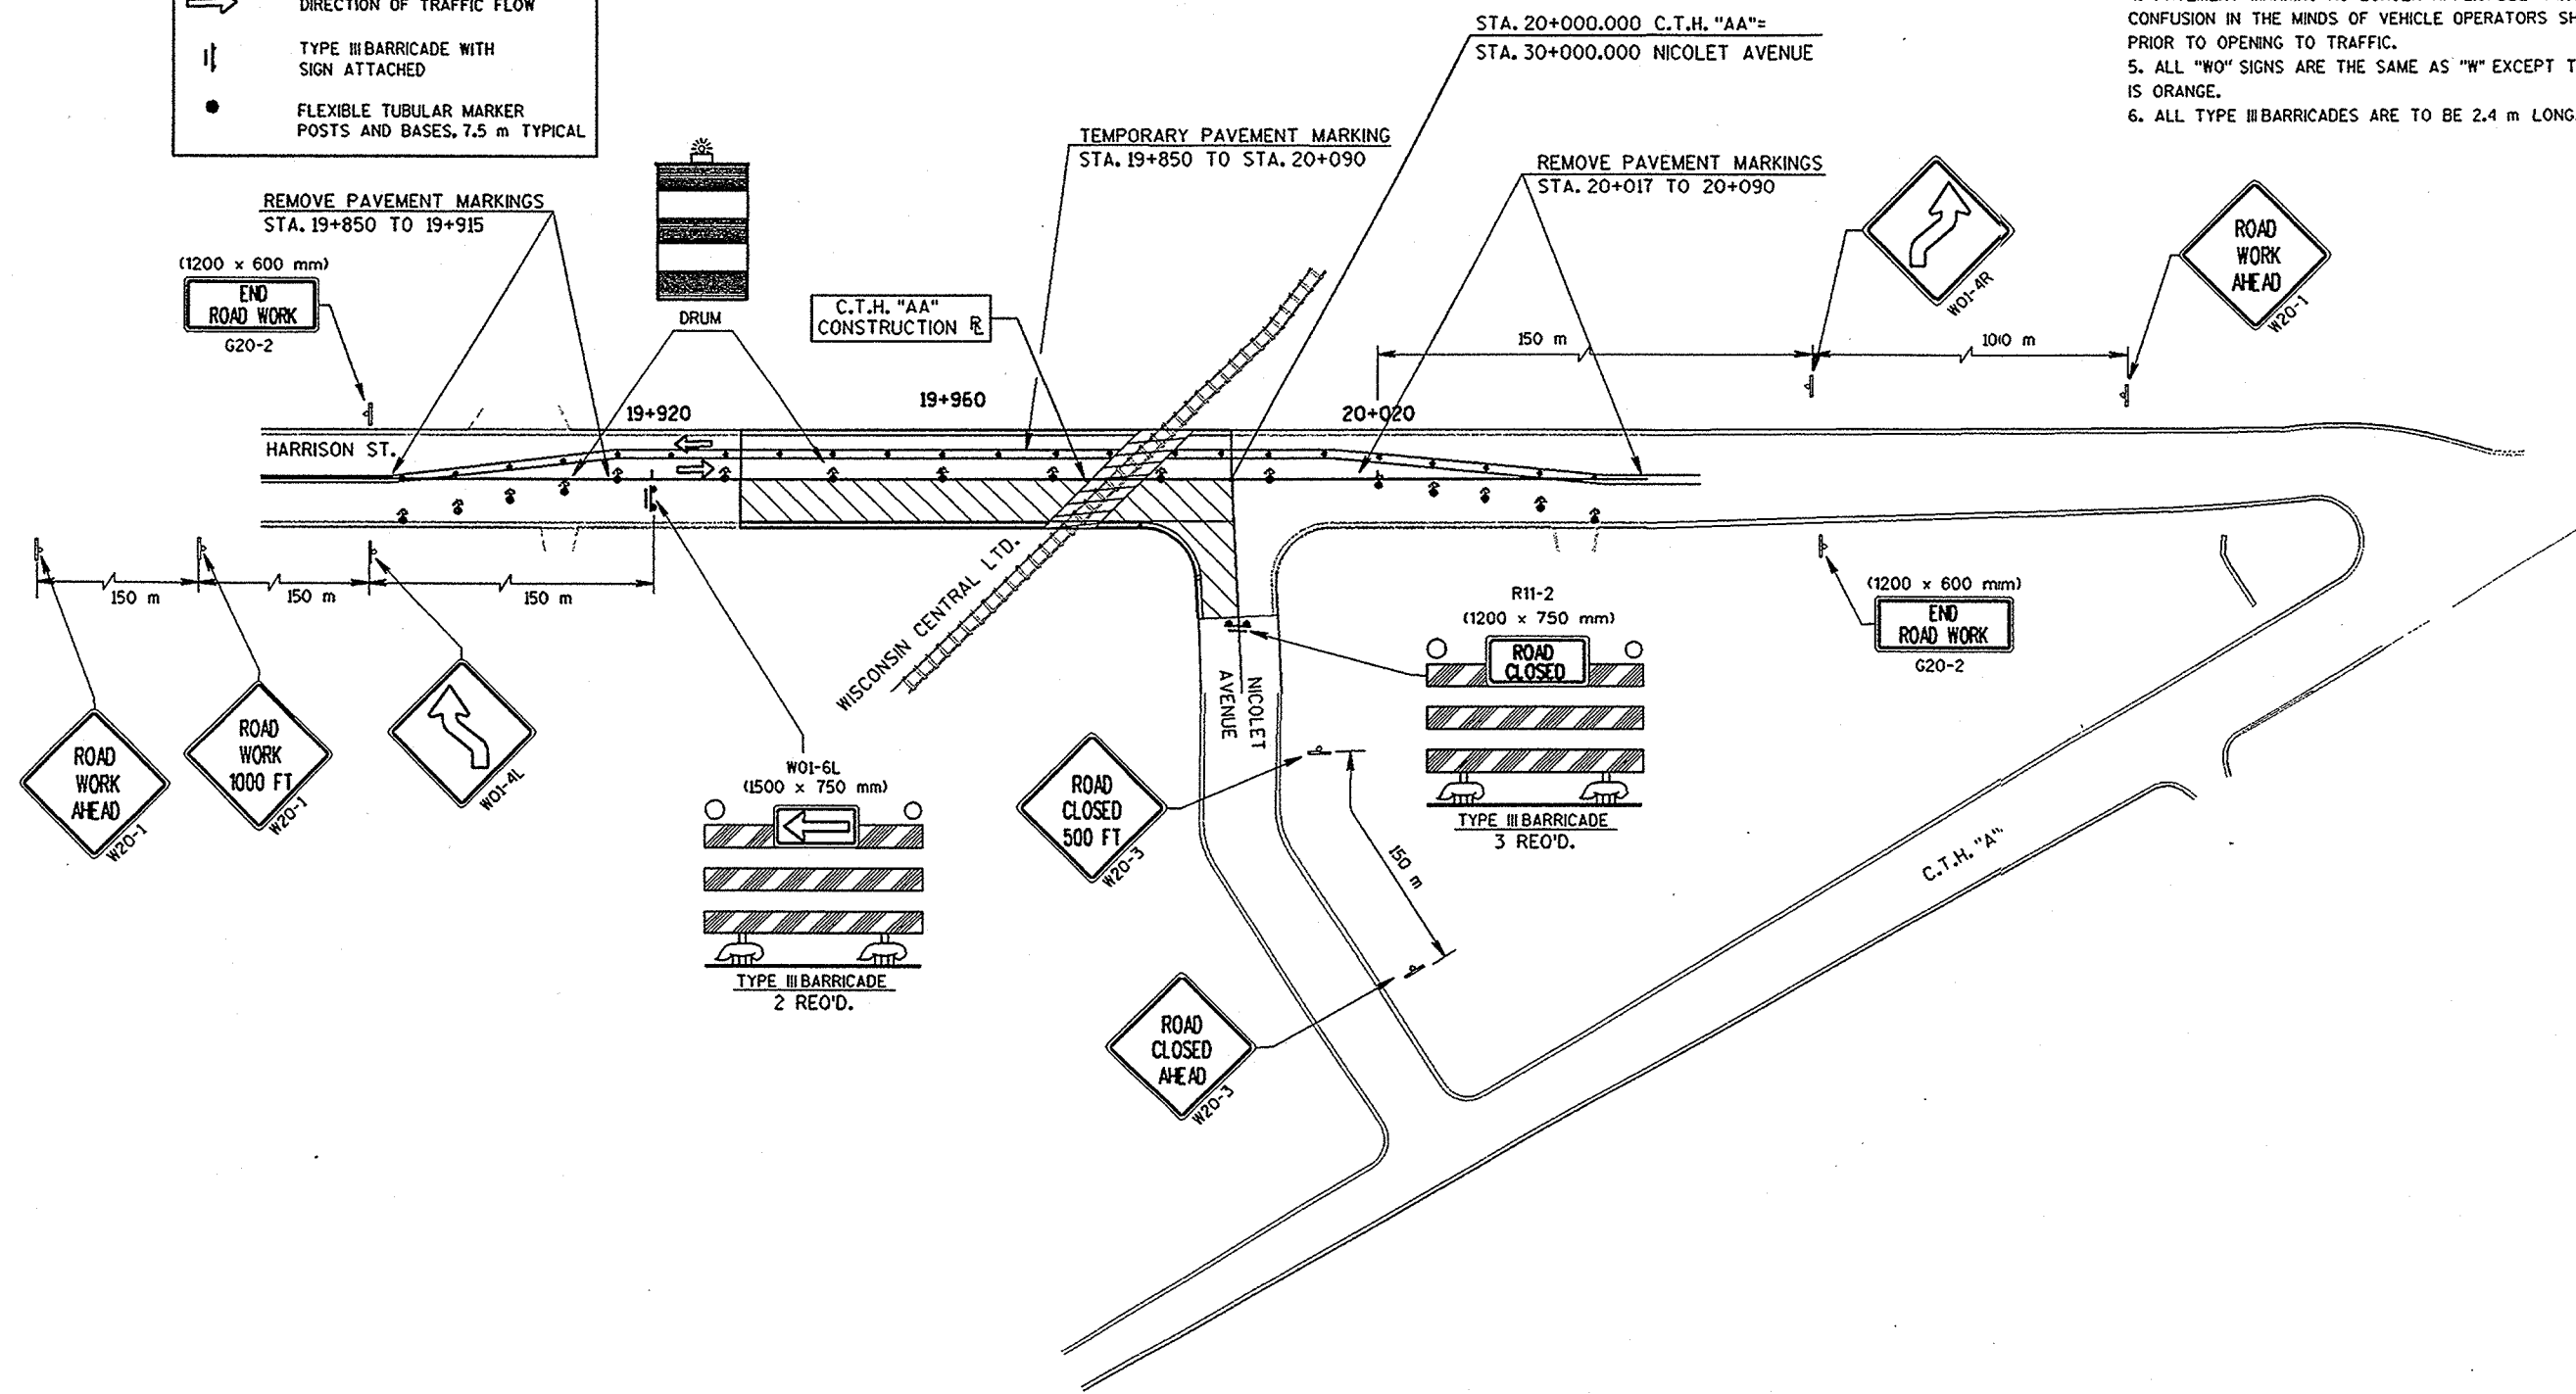 DIRECTION OF TRAFFIC FLOW
TYPE III BARRICADE WITH
SIGN ATTACHED
FLEXIBLE TUBULAR MARKER
POSTS AND BASES, 7.5 m TYPICAL
STA. 20+000.000 C.T.H. "AA"=
STA. 30+000.000 NICOLET AVENUE
CONFUSION IN THE MINDS OF VEHICLE OPERATORS
PRIOR TO OPENING TO TRAFFIC.
5. ALL "WO" SIGNS ARE THE SAME AS "W" EXCEPT
IS ORANGE.
6. ALL TYPE III BARRICADES ARE TO BE 2.4 m LONG
TEMPORARY PAVEMENT MARKING
STA. 19+850 TO STA. 20+090
REMOVE PAVEMENT MARKINGS
STA. 20+017 TO 20+090
REMOVE PAVEMENT MARKINGS
STA. 19+850 TO 19+915
(1200 x 600 mm)
END
ROAD WORK
G20-2
DRUM
C.T.H. "AA"
CONSTRUCTION
WO1-4R
ROAD
WORK
AHEAD
W20-1
150 m
100 m
19+920
19+960
20+020
HARRISON ST.
150 m
150 m
150 m
WISCONSIN CENTRAL LTD.
ROAD
WORK
AHEAD
W20-1
ROAD
WORK
1000 FT
W20-1
WO1-4L
WO1-6L
(1500 x 750 mm)
TYPE III BARRICADE
2 REQ'D.
NICOLET
AVENUE
R11-2
(1200 x 750 mm)
ROAD
CLOSED
TYPE III BARRICADE
3 REQ'D.
(1200 x 600 mm)
END
ROAD WORK
G20-2
ROAD
CLOSED
500 FT
W20-3
150 m
ROAD
CLOSED
AHEAD
W20-3
C.T.H. "A"